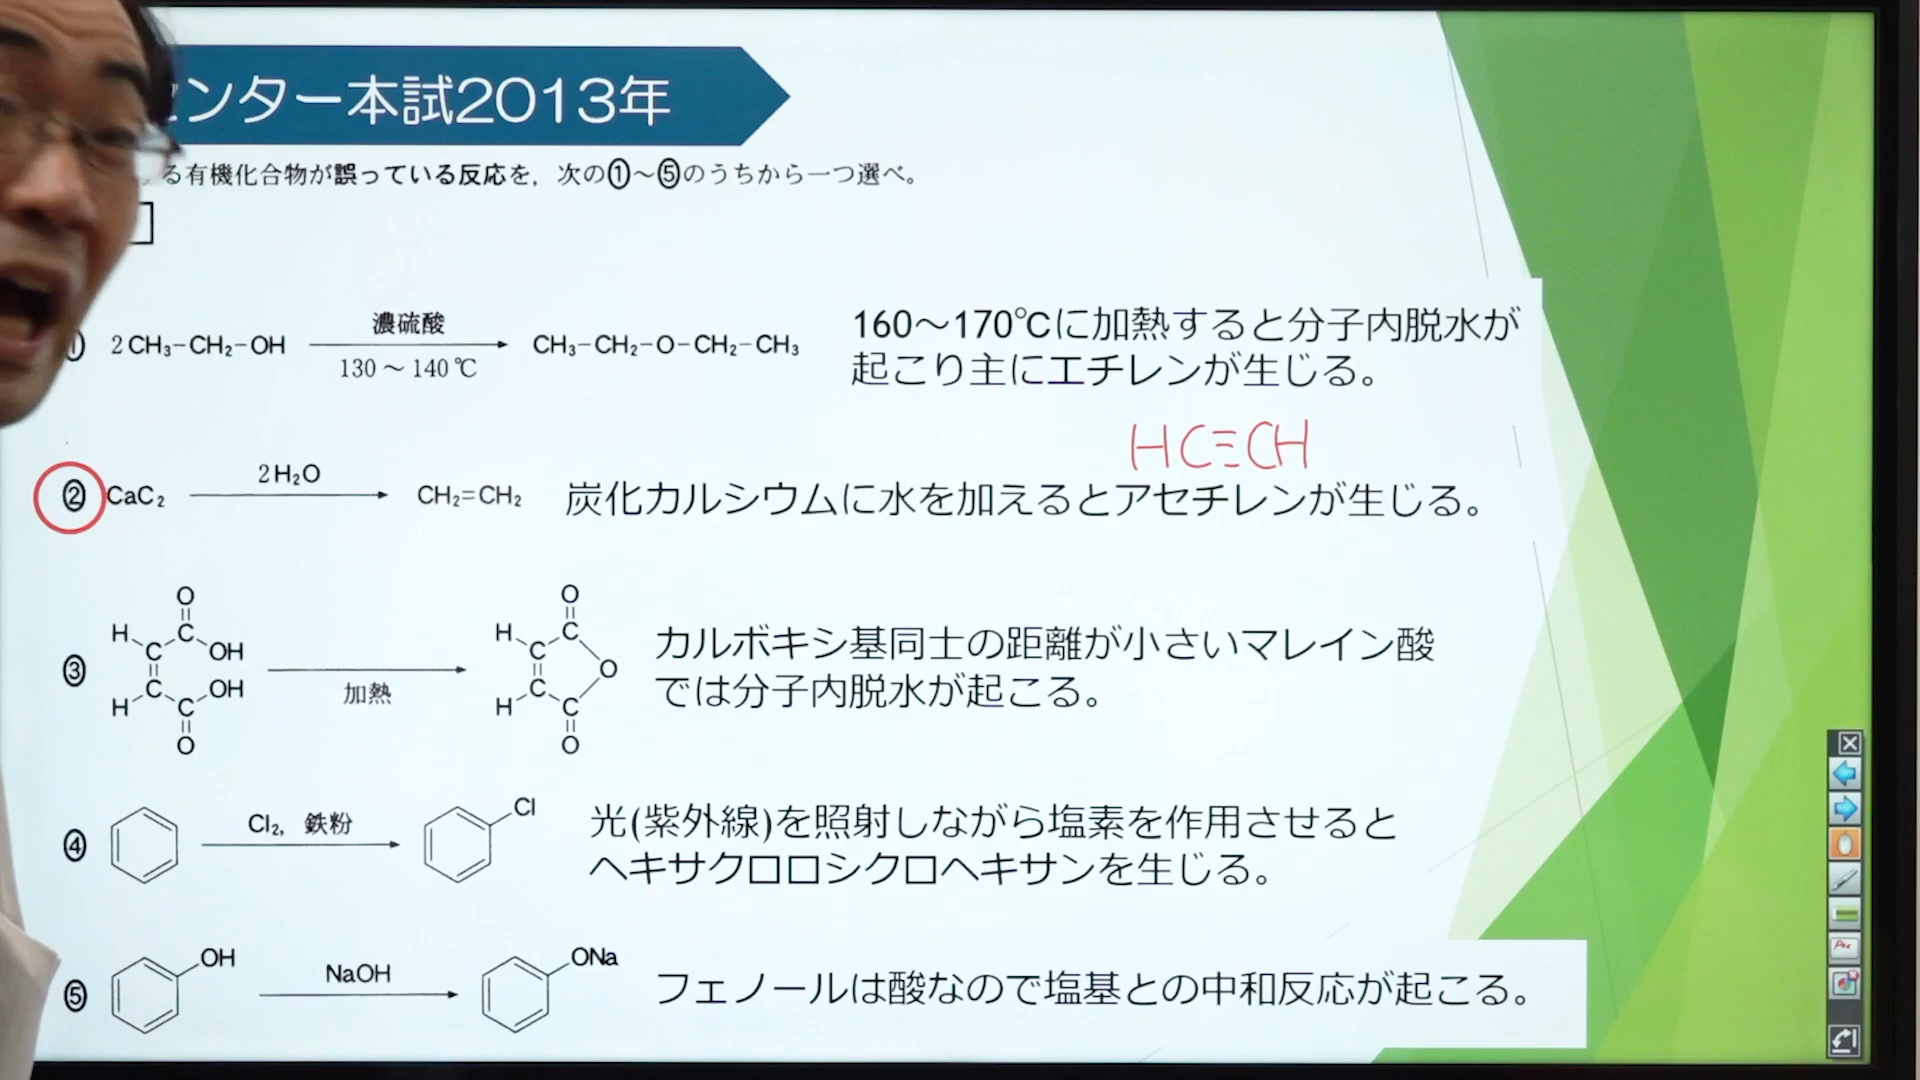 ンター本試2013年
る有機化合物が誤っている反応を，次の①～⑤のうちから一つ選べ。
2CH₃−CH₂−OH 濃硫酸 130 ～ 140 ℃ CH₃−CH₂−O−CH₂−CH₃
160～170℃に加熱すると分子内脱水が
起こり主にエチレンが生じる。
HC≡CH
② CaC₂ 2H₂O CH₂=CH₂ 炭化カルシウムに水を加えるとアセチレンが生じる。
③ H C C O OH H C C O OH 加熱 H C C O O H C C O
カルボキシ基同士の距離が小さいマレイン酸
では分子内脱水が起こる。
④ Cl₂，鉄粉 Cl
光(紫外線)を照射しながら塩素を作用させると
ヘキサクロロシクロヘキサンを生じる。
⑤ OH NaOH ONa フェノールは酸なので塩基との中和反応が起こる。